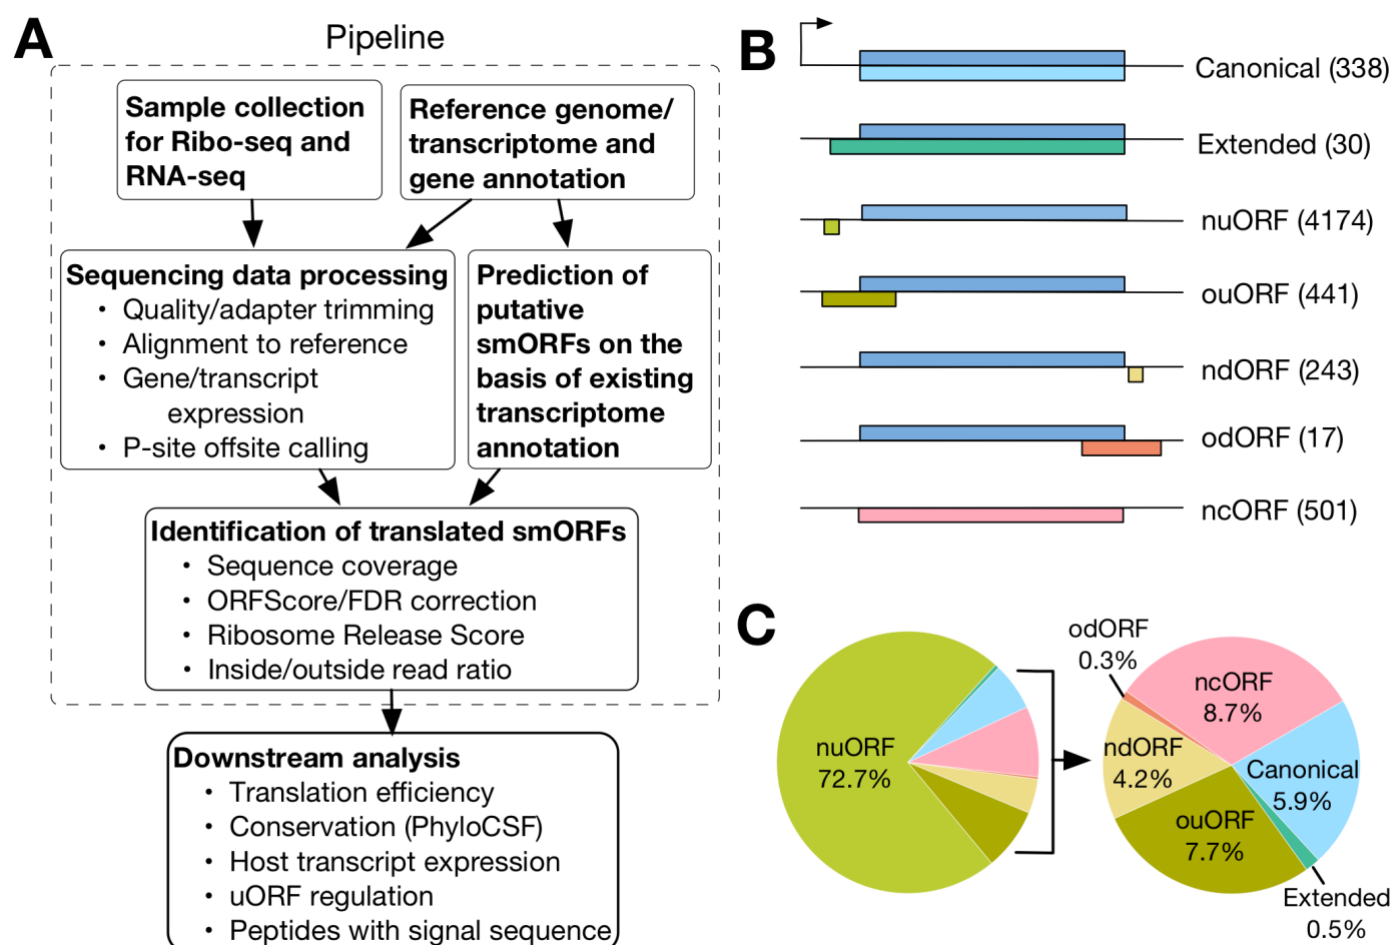 A
Pipeline
Sample collection
for Ribo-seq and
RNA-seq
Reference genome/
transcriptome and
gene annotation
Sequencing data processing
• Quality/adapter trimming
• Alignment to reference
• Gene/transcript
expression
• P-site offsite calling
Prediction of
putative
smORFs on the
basis of existing
transcriptome
annotation
Identification of translated smORFs
• Sequence coverage
• ORFScore/FDR correction
• Ribosome Release Score
• Inside/outside read ratio
Downstream analysis
• Translation efficiency
• Conservation (PhyloCSF)
• Host transcript expression
• uORF regulation
• Peptides with signal sequence
B
Canonical (338)
Extended (30)
nuORF (4174)
ouORF (441)
ndORF (243)
odORF (17)
ncORF (501)
C
nuORF
72.7%
odORF
0.3%
ncORF
8.7%
ndORF
4.2%
Canonical
5.9%
ouORF
7.7%
Extended
0.5%